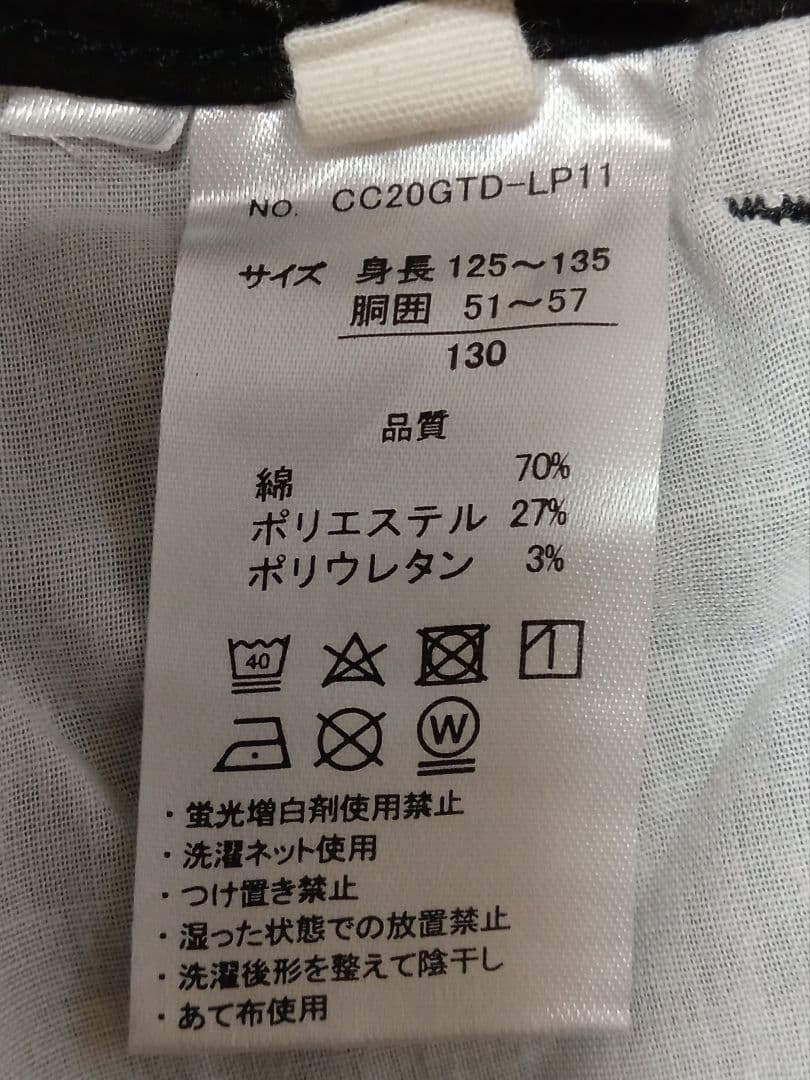 NO. CC20GTD-LP11
サイズ 身長 125～135
胴囲 51～57
130
品質
綿 70%
ポリエステル 27%
ポリウレタン 3%
40
W
・蛍光増白剤使用禁止
・洗濯ネット使用
・つけ置き禁止
・湿った状態での放置禁止
・洗濯後形を整えて陰干し
・あて布使用